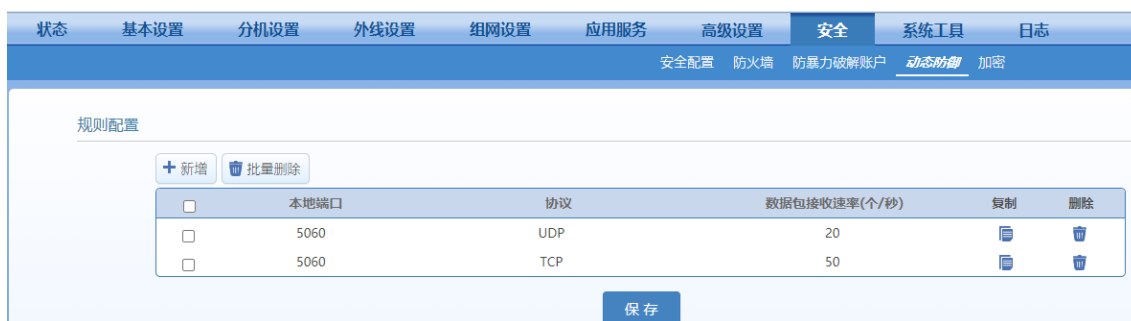 状态 基本设置 分机设置 外线设置 组网设置 应用服务 高级设置 安全 系统工具 日志
安全配置 防火墙 防暴力破解账户 动态防御 加密
规则配置
新增 批量删除
本地端口 协议 数据包接收速率(个/秒) 复制 删除
5060 UDP 20
5060 TCP 50
保存